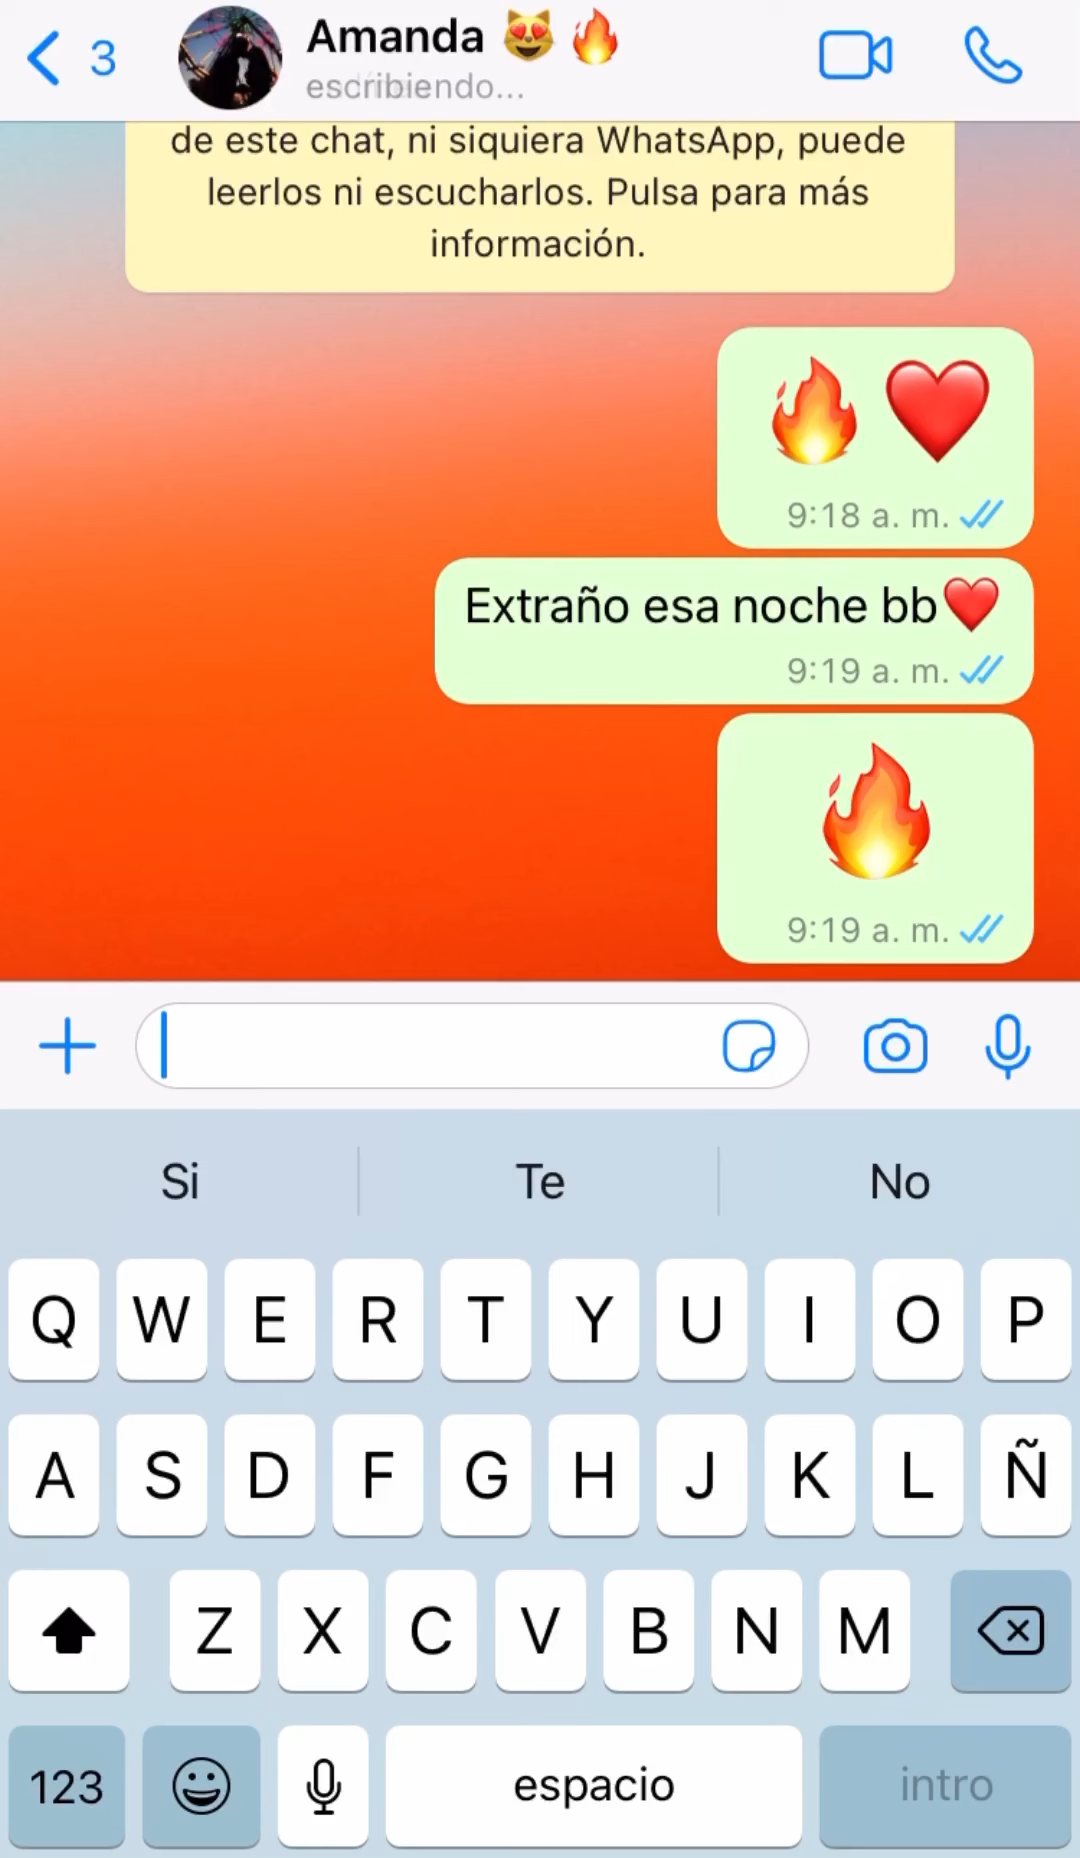 3
Amanda 😻 🔥
escribiendo...
de este chat, ni siquiera WhatsApp, puede
leerlos ni escucharlos. Pulsa para más
información.
🔥 ❤️
9:18 a. m.
Extraño esa noche bb❤️
9:19 a. m.
🔥
9:19 a. m.
Si Te No
Q W E R T Y U I O P
A S D F G H J K L Ñ
Z X C V B N M
123 espacio intro